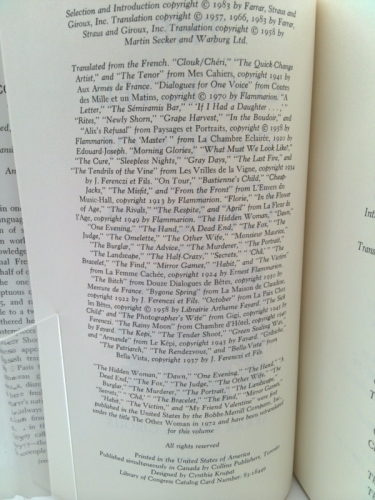 Selection and Introduction copyright © 1983 by Farrar, Straus and
Giroux, Inc. Translation copyright © 1957, 1966, 1983 by Farrar,
Straus and Giroux, Inc. Translation copyright © 1958 by
Martin Secker and Warburg Ltd.
Translated from the French. "Clouk/Chéri," "The Quick-Change
Artist," and "The Tenor" from Mes Cahiers, copyright 1941 by
Aux Armes de France. "Dialogues for One Voice" from Contes
des Mille et un Matins, copyright © 1970 by Flammarion. "A
Letter," "The Sémiramis Bar," "'If I Had a Daughter . . .'"
"Rites," "Newly Shorn," "Grape Harvest," "In the Boudoir," and
"Alix's Refusal" from Paysages et Portraits, copyright © 1958 by
Flammarion. "The Master" from La Chambre Eclairée, 1920 by
Edouard-Joseph. "Morning Glories," "What Must We Look Like,"
"The Cure," "Sleepless Nights," "Gray Days," "The Last Fire," and
"The Tendrils of the Vine" from Les Vrilles de la Vigne, 1934
by J. Ferenczi et Fils. "On Tour," "Bastienne's Child," "Cheap-
Jacks," "The Misfit," and "From the Front" from L'Envers du
Music-Hall, 1913 by Flammarion. "Florie," "In the Flower
of Age," "The Rivals," "The Respite," and "April" from La Fleur de
l'Age, 1949 by Flammarion. "The Hidden Woman," "Dawn,"
"One Evening," "The Hand," "A Dead End," "The Fox," "The
Judge," "The Omelette," "The Other Wife," "Monsieur Maurice,"
"The Burglar," "The Advice," "The Murderer," "The Portrait,"
"The Landscape," "The Half-Crazy," "Secrets," "'Châ,'" "The
Bracelet," "The Find," "Mirror Games," "Habit," and "The Victim"
from La Femme Cachée, copyright 1924 by Ernest Flammarion.
"The Bitch" from Douze Dialogues de Bêtes, 1930 by
Mercure de France. "Bygone Spring" from La Maison de Claudine,
copyright 1922 by J. Ferenczi et Fils. "October" from La Paix Chez
les Bêtes, copyright © 1958 by Librairie Arthème Fayard. "The Sick
Child" and "The Photographer's Wife" from Gigi, 1945 by
Ferenczi. "The Rainy Moon" from Chambre d'Hôtel, 1940
by Fayard. "The Kepi," "The Tender Shoot," "Green Sealing Wax,"
and "Armande" from Le Képi, 1943 by Fayard. "Gribiche,"
"The Patriarch," "The Rendezvous," and "Bella Vista" from
Bella Vista, copyright 1937 by J. Ferenczi et Fils.
"The Hidden Woman," "Dawn," "One Evening," "The Hand," "A
Dead End," "The Fox," "The Judge," "The Other Wife," "The
Burglar," "The Murderer," "The Portrait," "The Landscape,"
"Secrets," "'Châ,'" "The Bracelet," "The Find," "Mirror Games,"
"Habit," "The Victim," and "My Friend Valentine" were first
published in the United States by the Bobbs-Merrill Company
under the title The Other Woman in 1972 and have been retranslated
for this volume.
All rights reserved
Printed in the United States of America
Published simultaneously in Canada by Collins Publishers, Toronto
Designed by Cynthia Krupat
Library of Congress Catalog Card Number: 83-16449